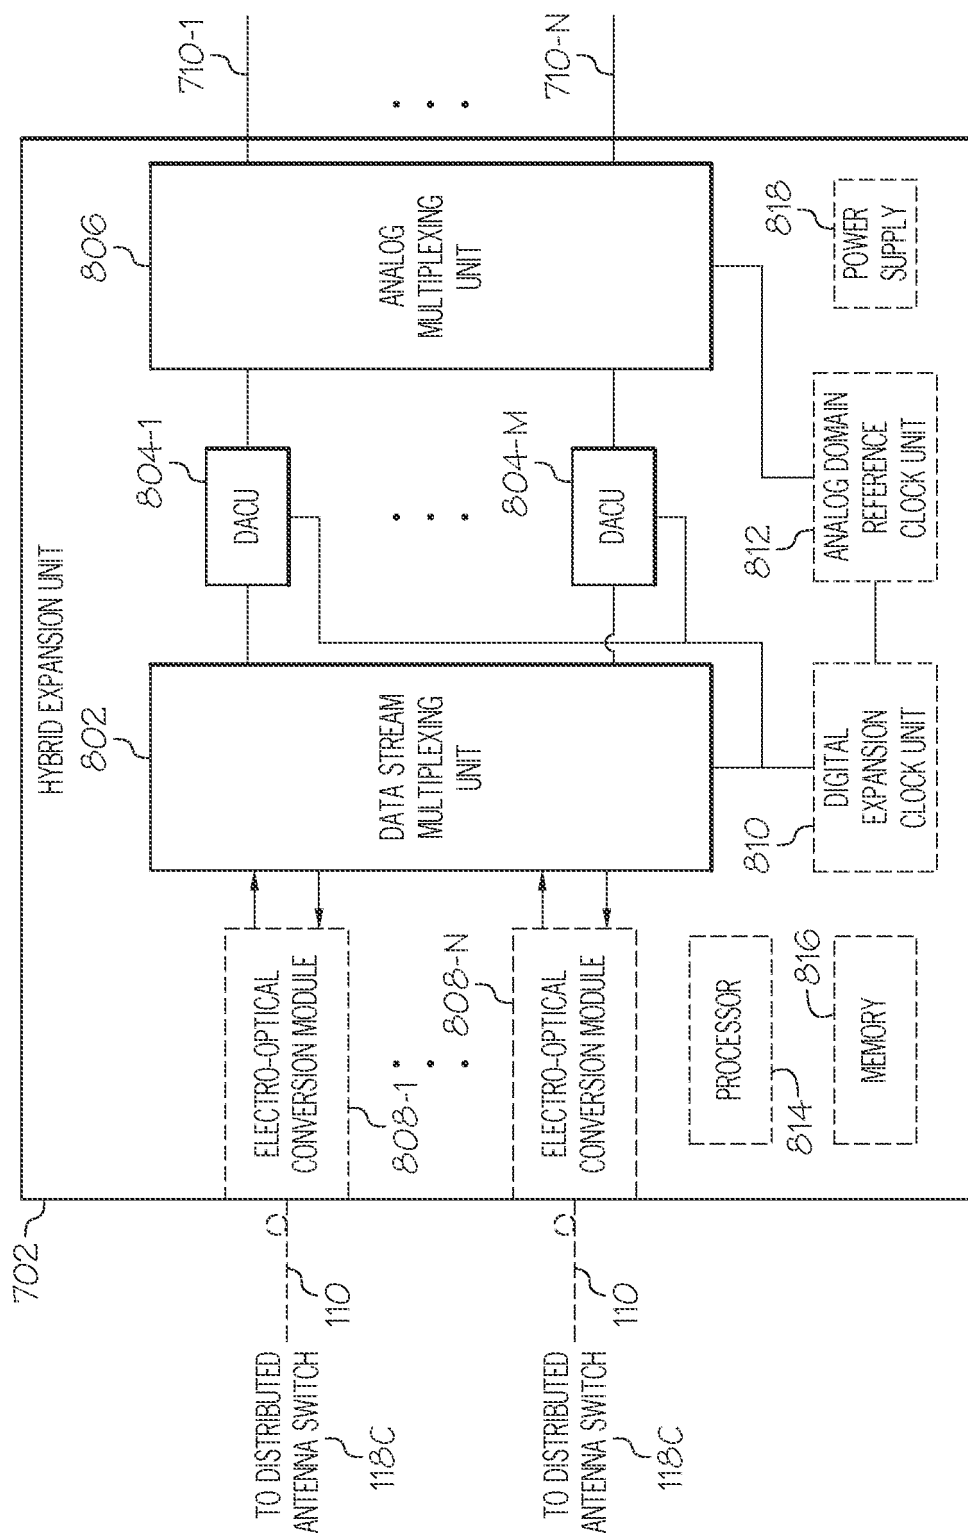 HYBRID EXPANSION UNIT
702
TO DISTRIBUTED
ANTENNA SWITCH
118C
110
ELECTRO-OPTICAL
CONVERSION MODULE
808-1
802
DATA STREAM
MULTIPLEXING
UNIT
804-1
DACU
806
ANALOG
MULTIPLEXING
UNIT
710-1
TO DISTRIBUTED
ANTENNA SWITCH
118C
110
808-N
ELECTRO-OPTICAL
CONVERSION MODULE
804-M
DACU
710-N
PROCESSOR
814
816
MEMORY
810
DIGITAL
EXPANSION
CLOCK UNIT
812
ANALOG DOMAIN
REFERENCE
CLOCK UNIT
818
POWER
SUPPLY